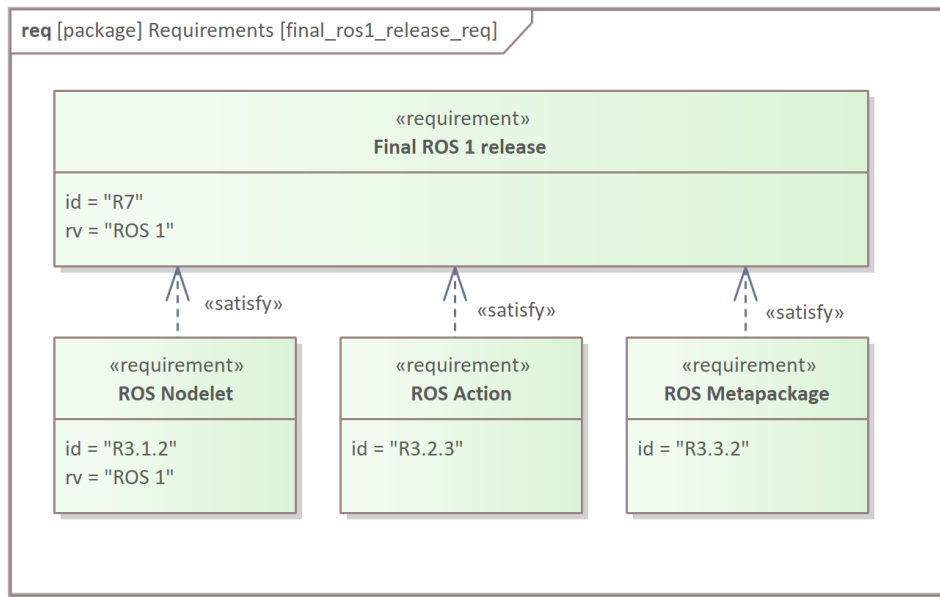 req [package] Requirements [final_ros1_release_req]
«requirement»
Final ROS 1 release
id = "R7"
rv = "ROS 1"
«satisfy»
«satisfy»
«satisfy»
«requirement»
ROS Nodelet
id = "R3.1.2"
rv = "ROS 1"
«requirement»
ROS Action
id = "R3.2.3"
«requirement»
ROS Metapackage
id = "R3.3.2"